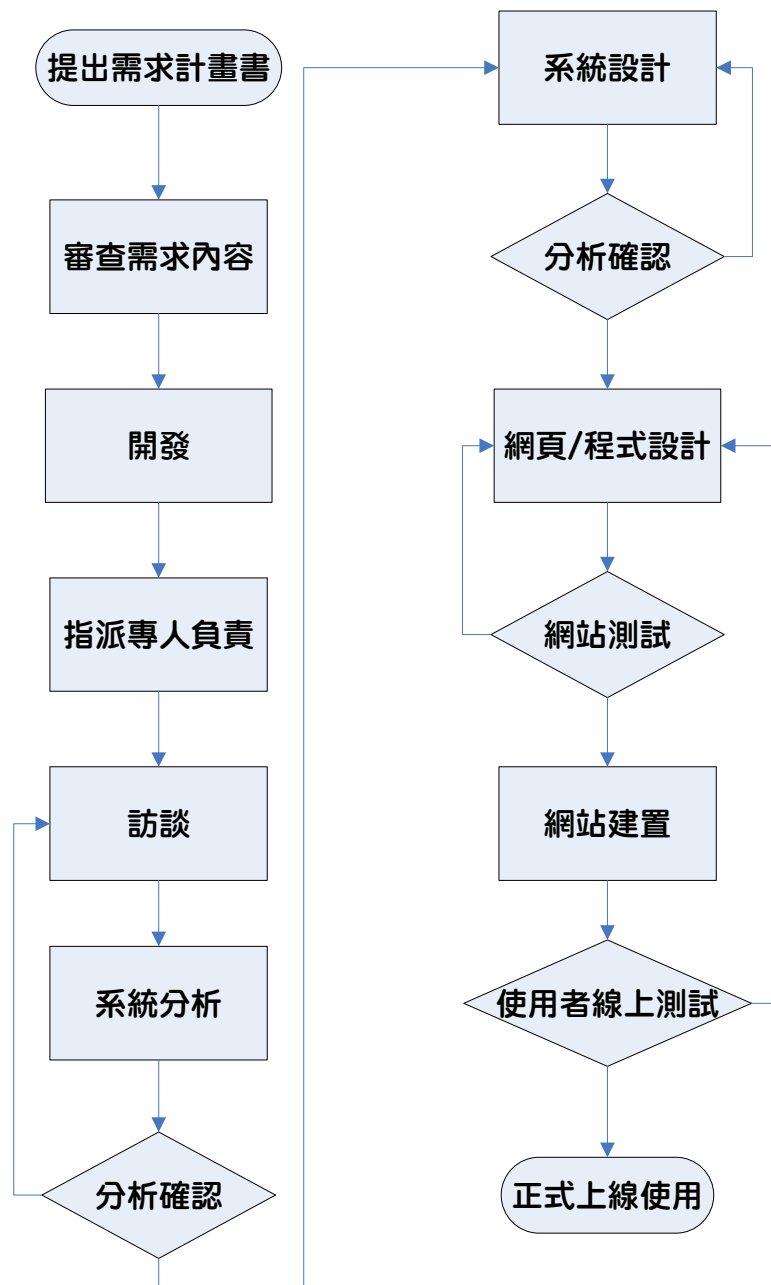 提出需求計畫書
審查需求內容
開發
指派專人負責
訪談
系統分析
分析確認
系統設計
分析確認
網頁/程式設計
網站測試
網站建置
使用者線上測試
正式上線使用